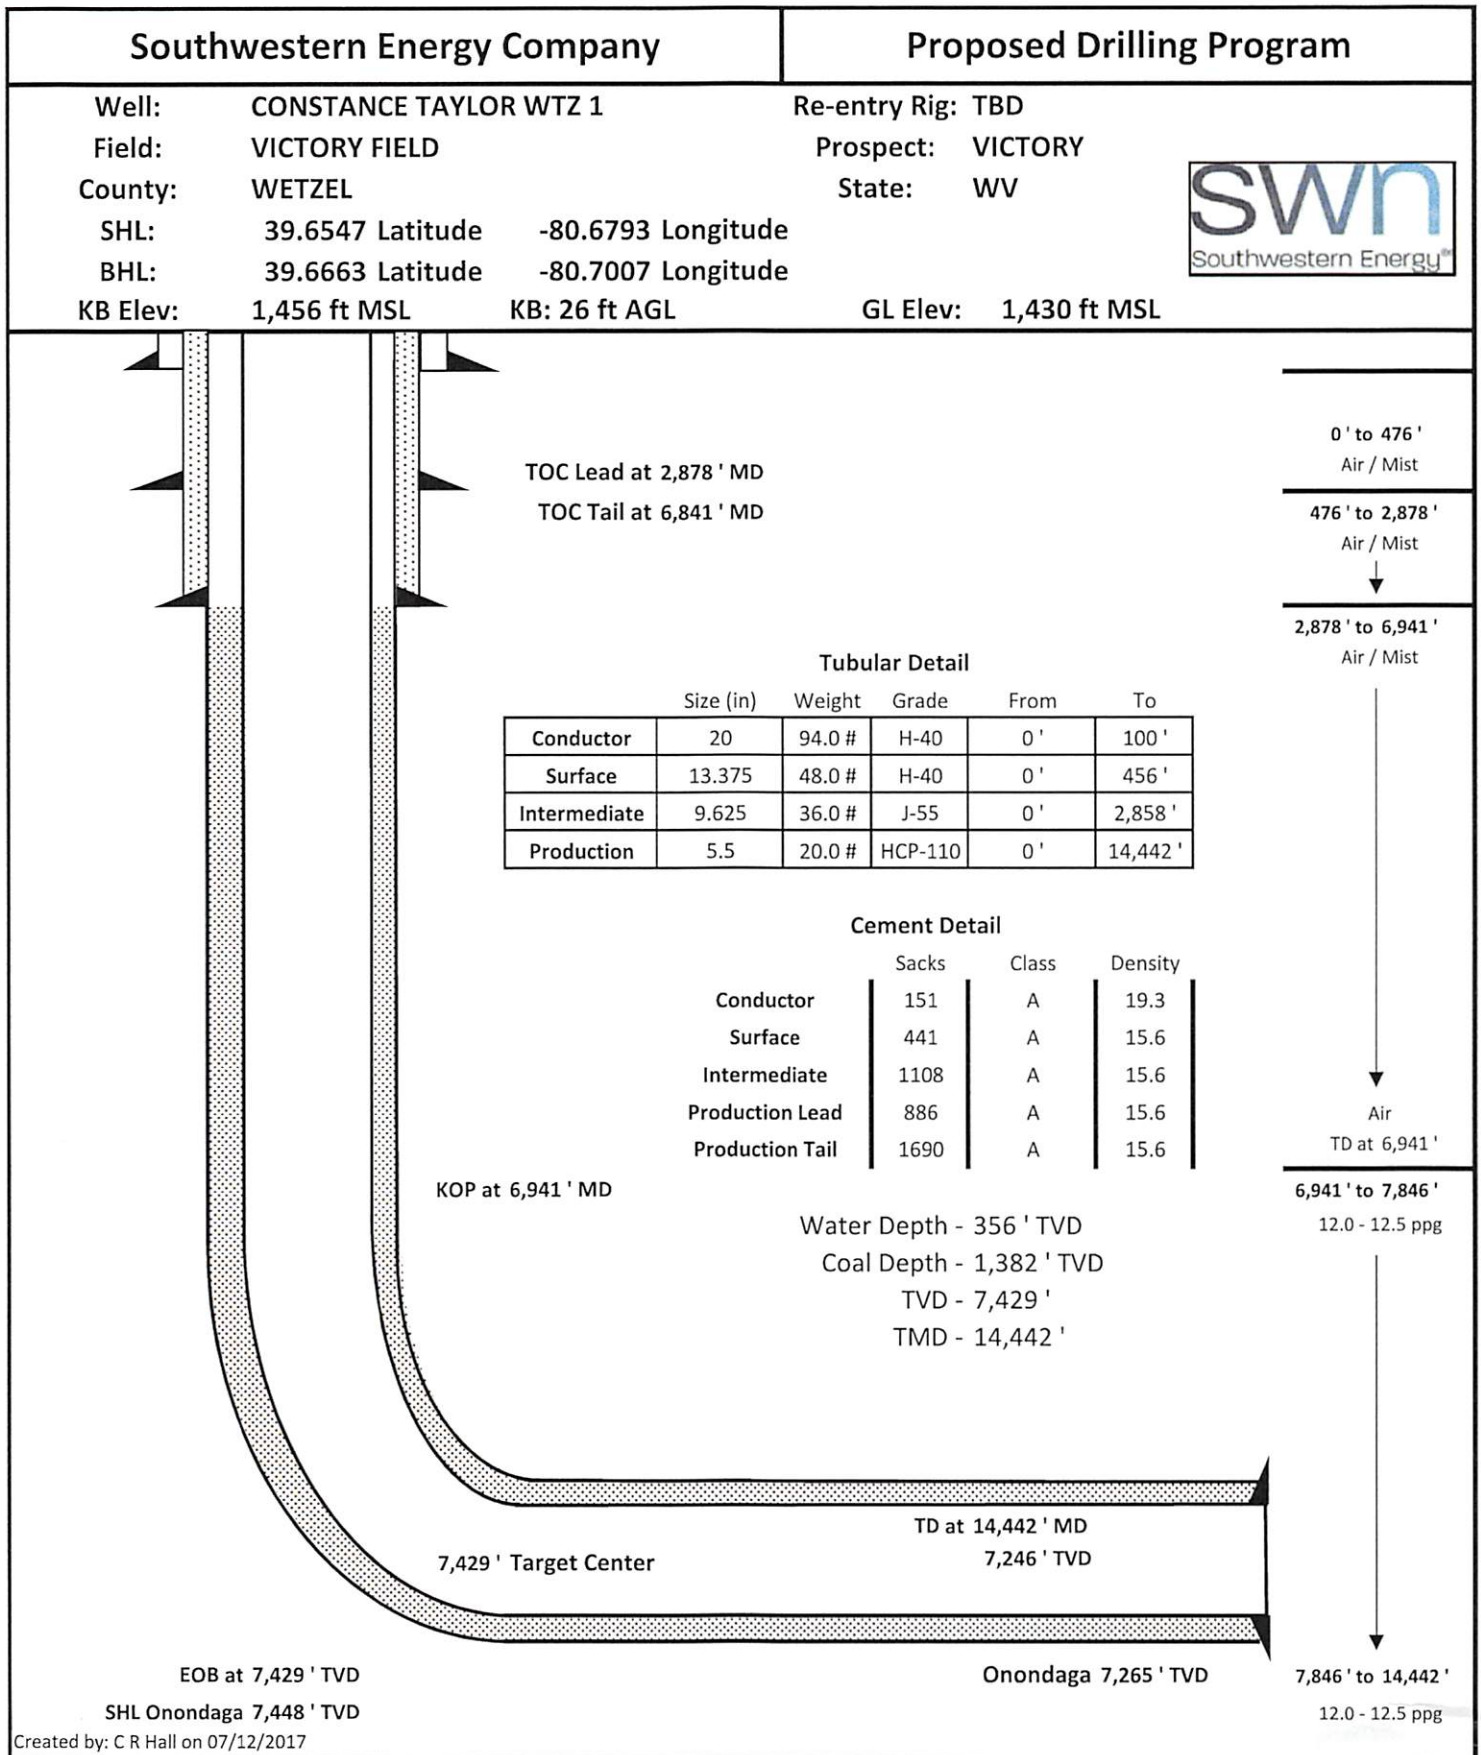 Southwestern Energy Company Proposed Drilling Program
Well: CONSTANCE TAYLOR WTZ 1 Re-entry Rig: TBD
Field: VICTORY FIELD Prospect: VICTORY
County: WETZEL State: WV
SHL: 39.6547 Latitude -80.6793 Longitude
BHL: 39.6663 Latitude -80.7007 Longitude
KB Elev: 1,456 ft MSL KB: 26 ft AGL GL Elev: 1,430 ft MSL
swn
Southwestern Energy®
0 ' to 476 '
Air / Mist
TOC Lead at 2,878 ' MD
TOC Tail at 6,841 ' MD
476 ' to 2,878 '
Air / Mist
2,878 ' to 6,941 '
Air / Mist
Tubular Detail
Size (in) Weight Grade From To
Conductor 20 94.0 # H-40 0 ' 100 '
Surface 13.375 48.0 # H-40 0 ' 456 '
Intermediate 9.625 36.0 # J-55 0 ' 2,858 '
Production 5.5 20.0 # HCP-110 0 ' 14,442 '
Cement Detail
Sacks Class Density
Conductor 151 A 19.3
Surface 441 A 15.6
Intermediate 1108 A 15.6
Production Lead 886 A 15.6
Production Tail 1690 A 15.6
Air
TD at 6,941 '
KOP at 6,941 ' MD
6,941 ' to 7,846 '
12.0 - 12.5 ppg
Water Depth - 356 ' TVD
Coal Depth - 1,382 ' TVD
TVD - 7,429 '
TMD - 14,442 '
TD at 14,442 ' MD
7,246 ' TVD
7,429 ' Target Center
EOB at 7,429 ' TVD
Onondaga 7,265 ' TVD
7,846 ' to 14,442 '
SHL Onondaga 7,448 ' TVD
12.0 - 12.5 ppg
Created by: C R Hall on 07/12/2017